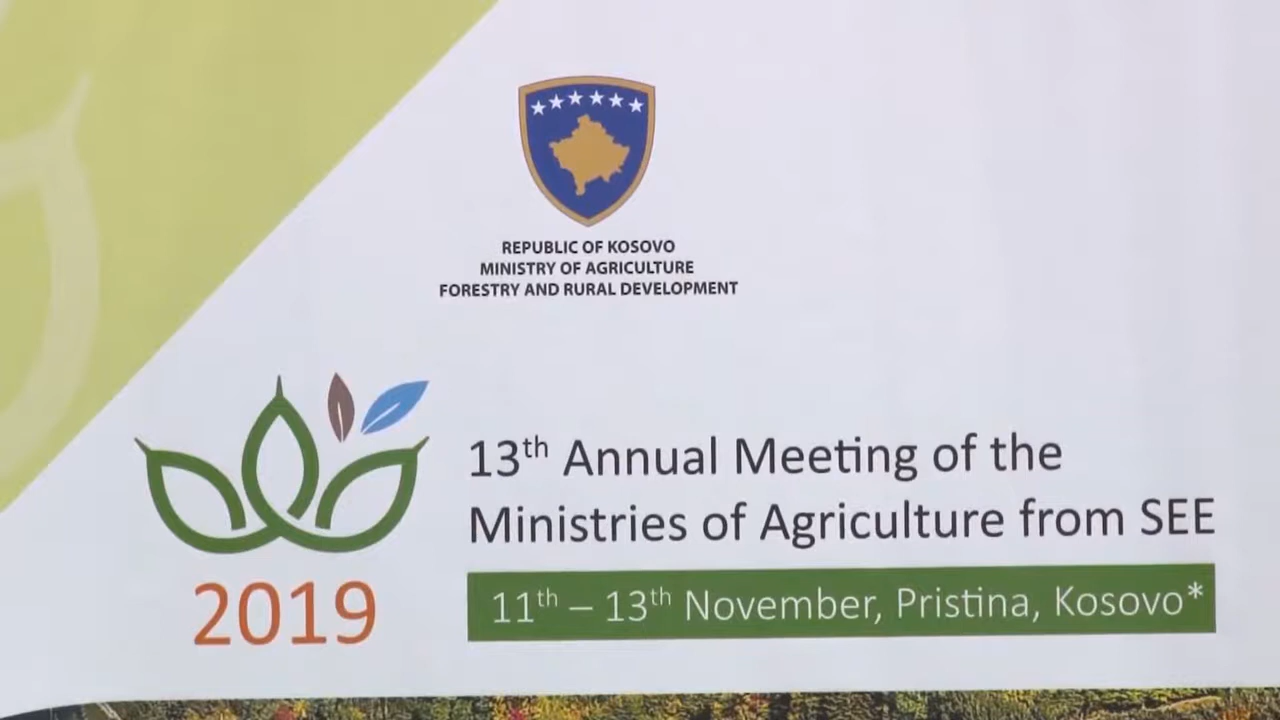 REPUBLIC OF KOSOVO
MINISTRY OF AGRICULTURE
FORESTRY AND RURAL DEVELOPMENT
2019
13th Annual Meeting of the
Ministries of Agriculture from SEE
11th – 13th November, Pristina, Kosovo*